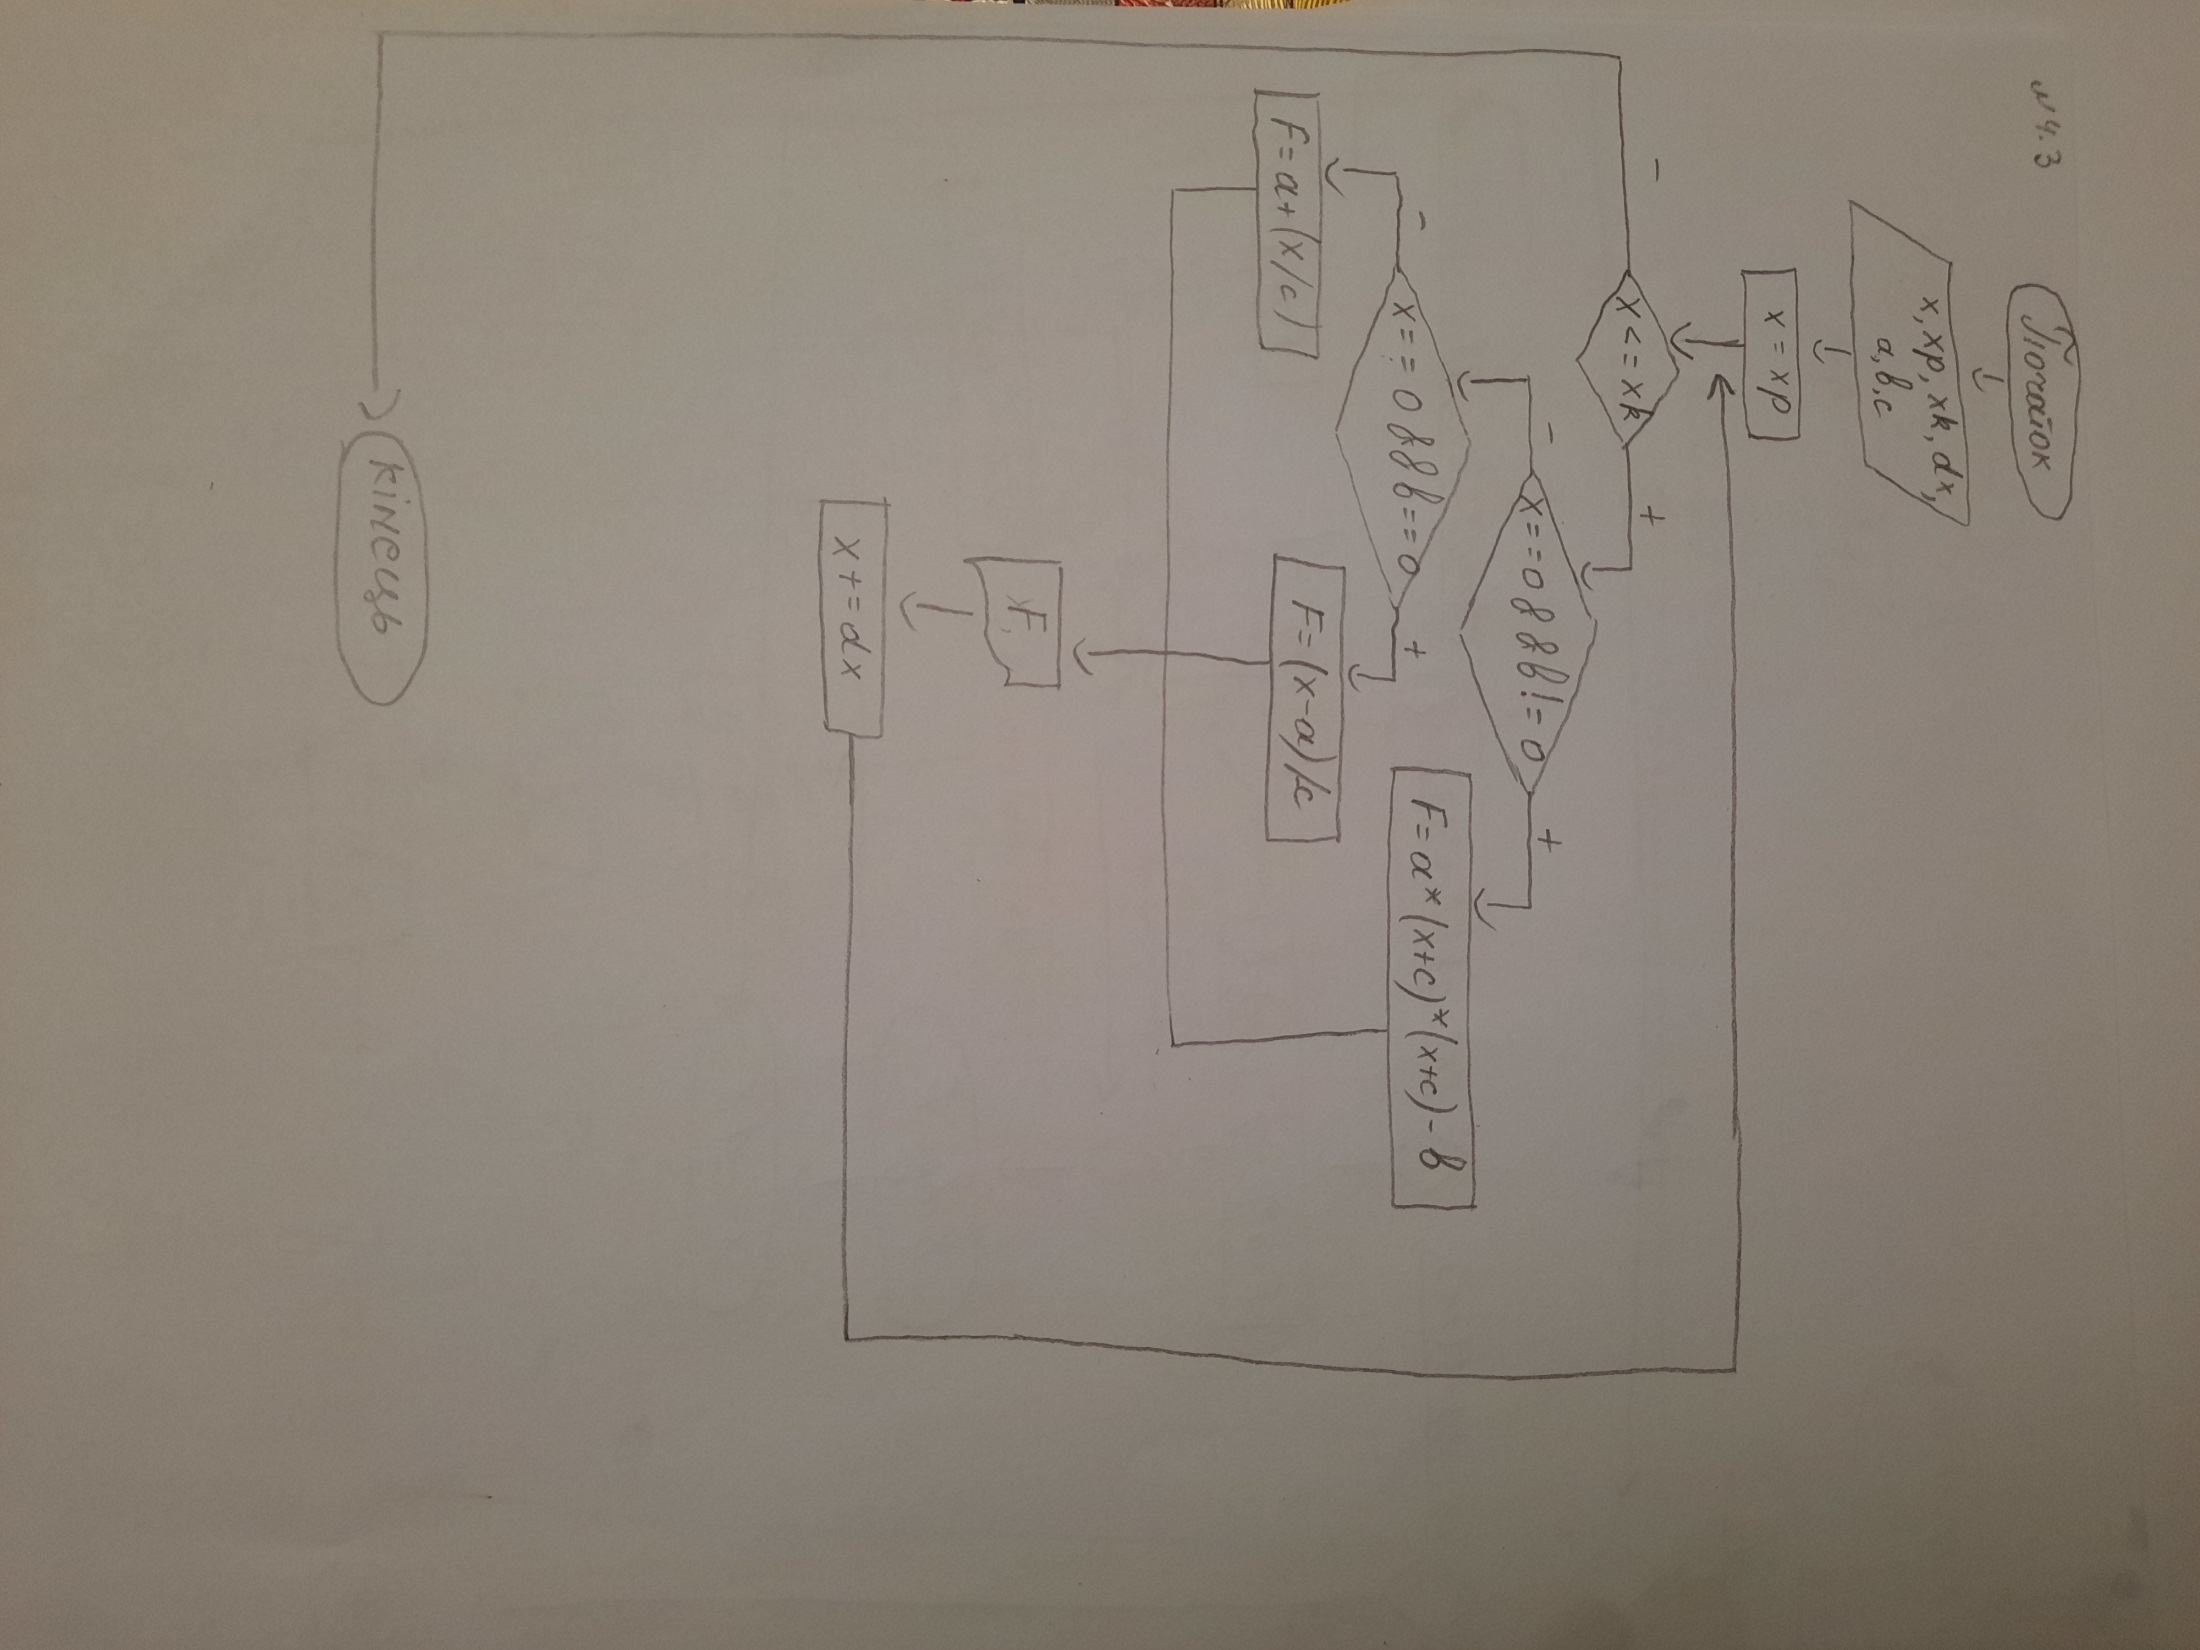 №4.3
Початок
x, xp, xk, dx,
a, b, c
x = xp
x <= xk
-
+
x == 0 && b != 0
-
+
x == 0 && b == 0
-
+
F = a * (x+c) * (x+c) - b
F = a + (x/c)
F = (x-a)/c
F
x += dx
Кінець